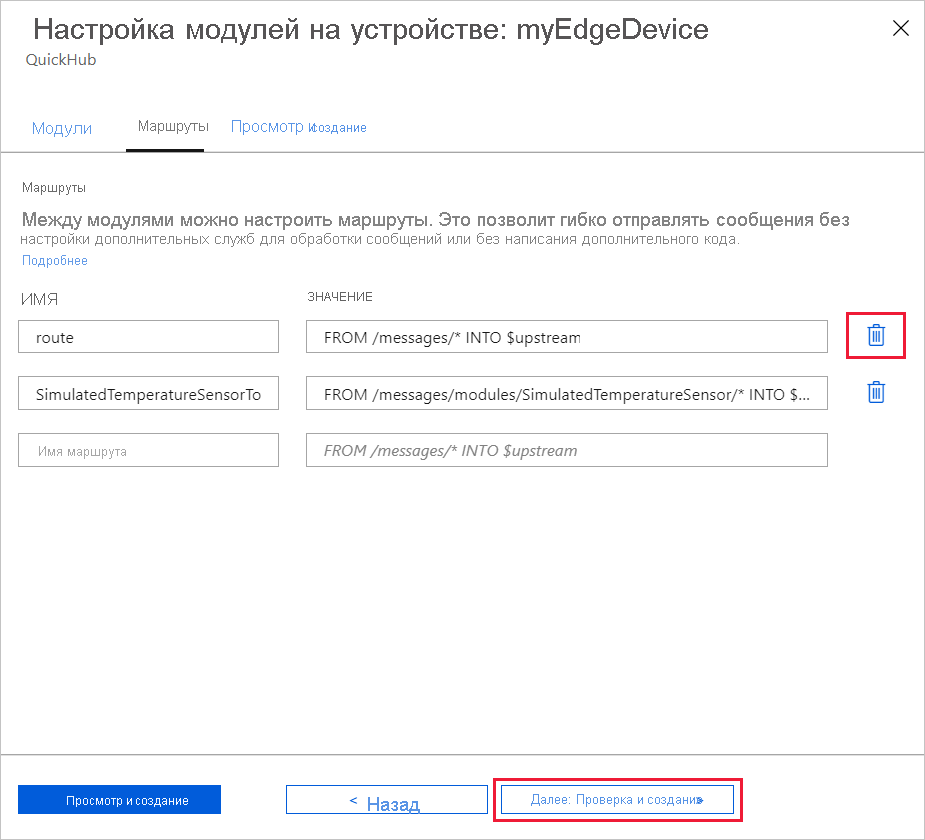 Настройка модулей на устройстве: myEdgeDevice
QuickHub
Модули Маршруты Просмотр и создание
Маршруты
Между модулями можно настроить маршруты. Это позволит гибко отправлять сообщения без
настройки дополнительных служб для обработки сообщений или без написания дополнительного кода.
Подробнее
ИМЯ ЗНАЧЕНИЕ
route FROM /messages/* INTO $upstream
SimulatedTemperatureSensorTo FROM /messages/modules/SimulatedTemperatureSensor/* INTO $...
Имя маршрута FROM /messages/* INTO $upstream
Просмотр и создание < Назад Далее: Проверка и создание >